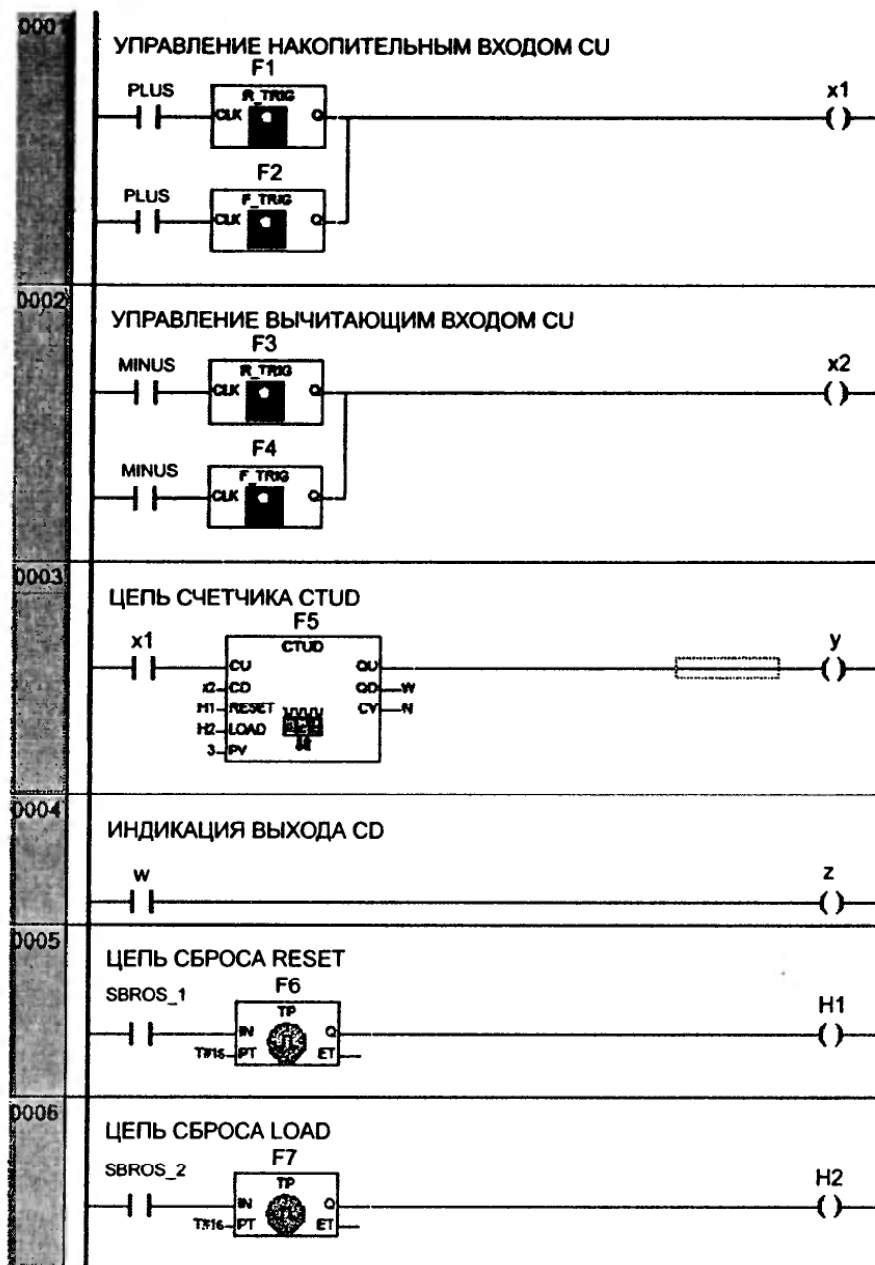 0001
УПРАВЛЕНИЕ НАКОПИТЕЛЬНЫМ ВХОДОМ CU
F1
PLUS
R_TRIG
x1
CLK Q
F2
PLUS
F_TRIG
CLK Q
0002
УПРАВЛЕНИЕ ВЫЧИТАЮЩИМ ВХОДОМ CU
F3
MINUS
R_TRIG
x2
CLK Q
F4
MINUS
F_TRIG
CLK Q
0003
ЦЕПЬ СЧЕТЧИКА CTUD
F5
x1
CTUD
y
CU QU
x2 CD QD W
H1 RESET CV N
H2 LOAD
3 PV
0004
ИНДИКАЦИЯ ВЫХОДА CD
w
z
0005
ЦЕПЬ СБРОСА RESET
F6
SBROS_1
TP
H1
IN Q
PT ET
0006
ЦЕПЬ СБРОСА LOAD
F7
SBROS_2
TP
H2
IN Q
PT ET